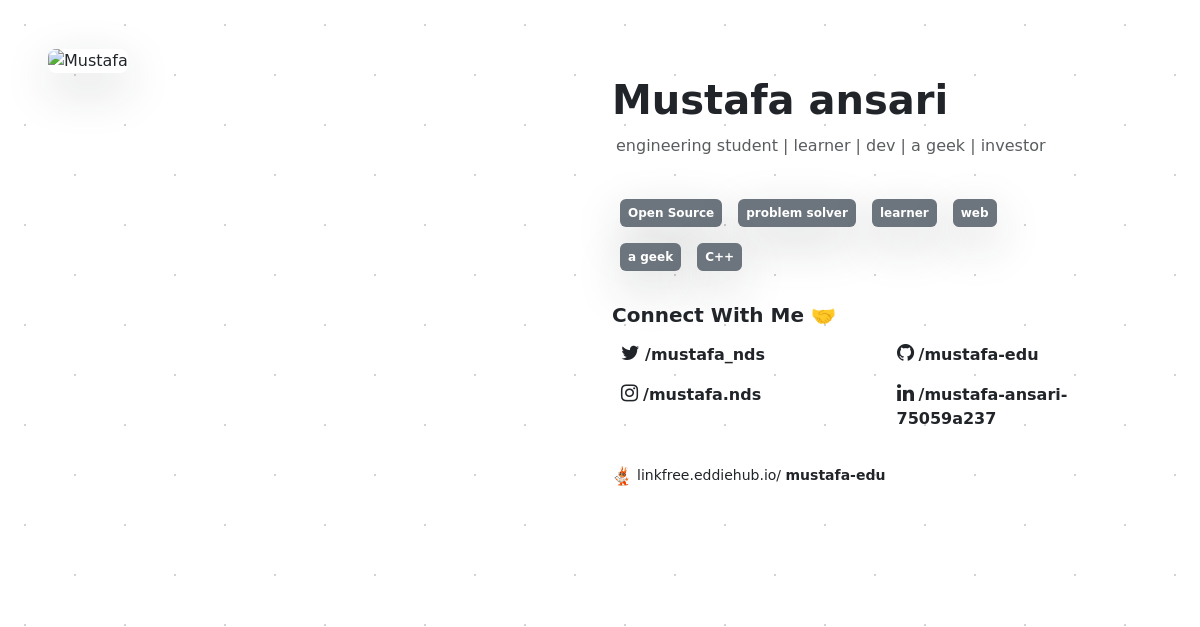 Mustafa
Mustafa ansari
engineering student | learner | dev | a geek | investor
Open Source problem solver learner web
a geek C++
Connect With Me 🤝
/mustafa_nds /mustafa-edu
/mustafa.nds /mustafa-ansari-
75059a237
linkfree.eddiehub.io/ mustafa-edu